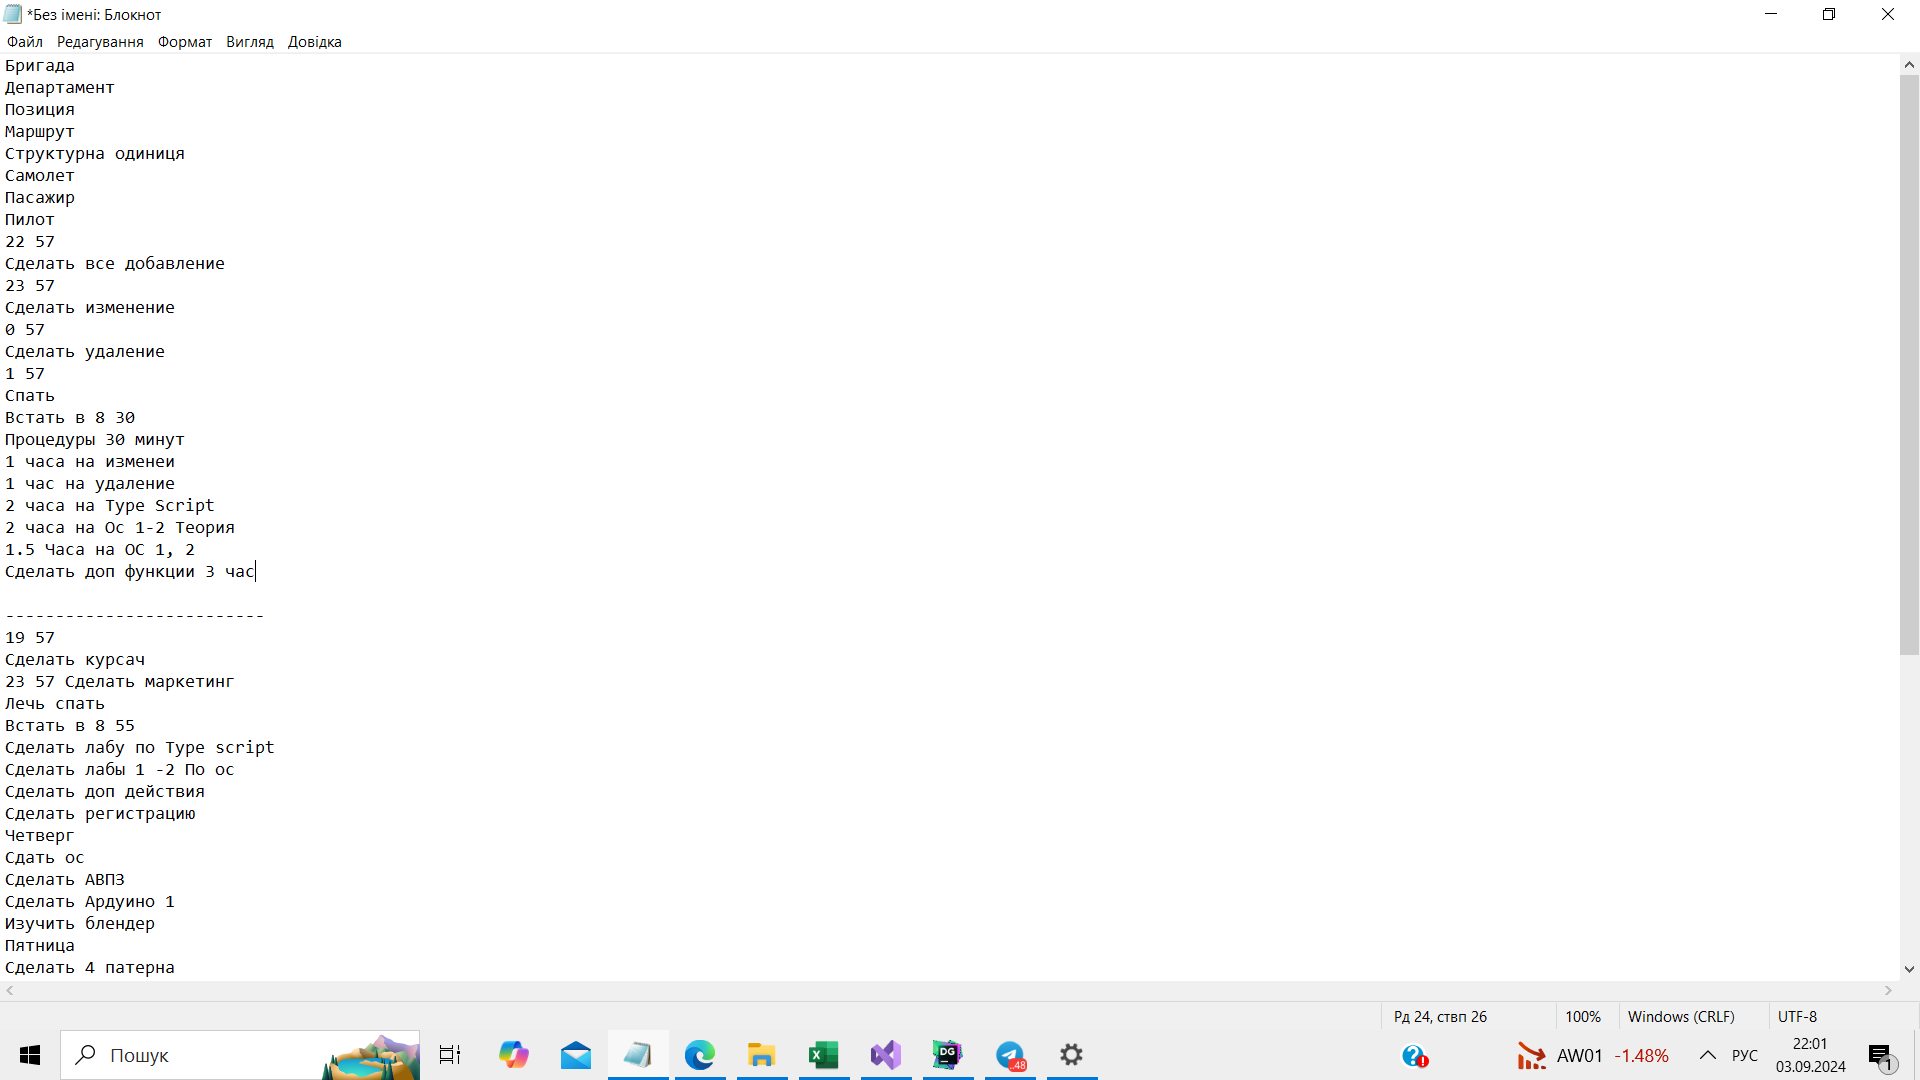 *Без імені: Блокнот
Файл Редагування Формат Вигляд Довідка
Бригада
Департамент
Позиция
Маршрут
Структурна одиниця
Самолет
Пасажир
Пилот
22 57
Сделать все добавление
23 57
Сделать изменение
0 57
Сделать удаление
1 57
Спать
Встать в 8 30
Процедуры 30 минут
1 часа на изменеи
1 час на удаление
2 часа на Type Script
2 часа на Ос 1-2 Теория
1.5 Часа на ОС 1, 2
Сделать доп функции 3 час
--------------------------
19 57
Сделать курсач
23 57 Сделать маркетинг
Лечь спать
Встать в 8 55
Сделать лабу по Type script
Сделать лабы 1 -2 По ос
Сделать доп действия
Сделать регистрацию
Четверг
Сдать ос
Сделать АВПЗ
Сделать Ардуино 1
Изучить блендер
Пятница
Сделать 4 патерна
Рд 24, ствп 26 100% Windows (CRLF) UTF-8
Пошук DG ..48 AW01 -1.48% РУС 22:01
03.09.2024 1